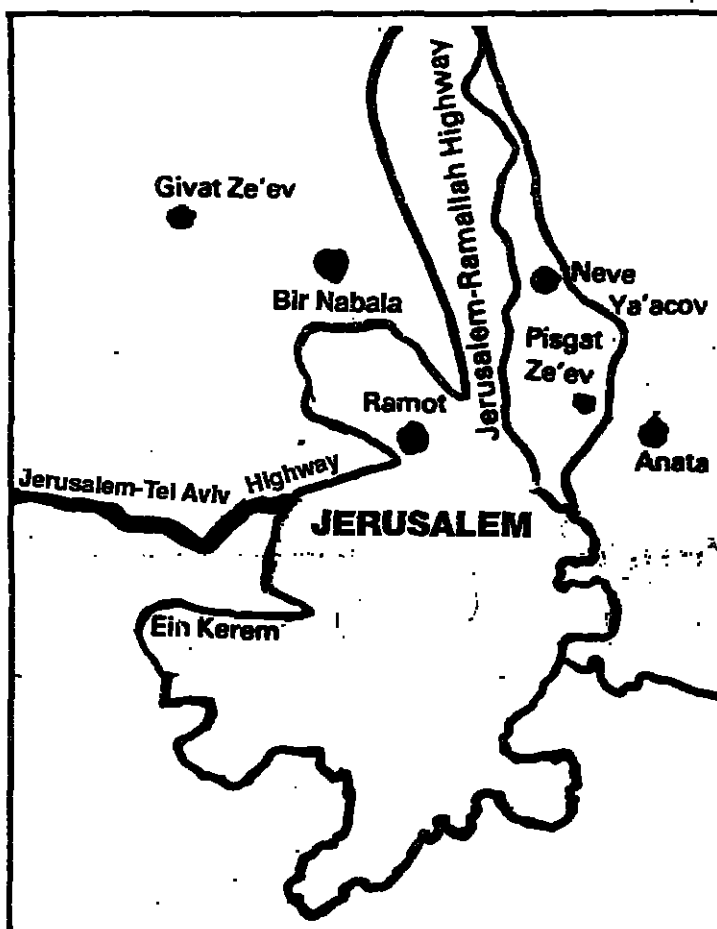 Jerusalem-Ramallah Highway
Givat Ze'ev
Bir Nabala
Neve
Ya'acov
Pisgat
Ze'ev
Ramot
Anata
Jerusalem-Tel Aviv Highway
JERUSALEM
Ein Kerem